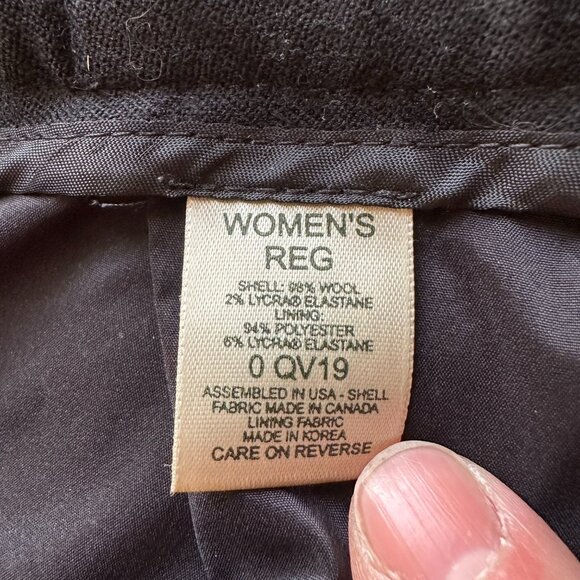 WOMEN'S
REG
SHELL: 98% WOOL
2% LYCRA® ELASTANE
LINING:
94% POLYESTER
6% LYCRA® ELASTANE
0 QV19
ASSEMBLED IN USA - SHELL
FABRIC MADE IN CANADA
LINING FABRIC
MADE IN KOREA
CARE ON REVERSE